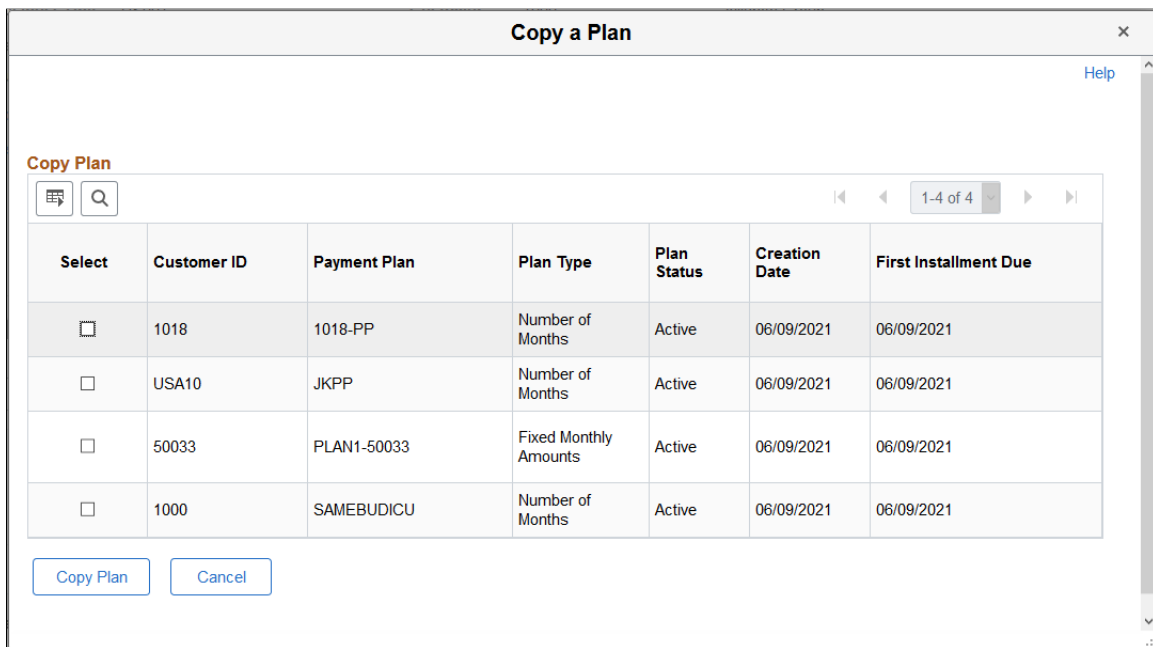 Copy a Plan
×
Help
Copy Plan
1-4 of 4
Select Customer ID Payment Plan Plan Type Plan Status Creation Date First Installment Due
1018 1018-PP Number of Months Active 06/09/2021 06/09/2021
USA10 JKPP Number of Months Active 06/09/2021 06/09/2021
50033 PLAN1-50033 Fixed Monthly Amounts Active 06/09/2021 06/09/2021
1000 SAMEBUDICU Number of Months Active 06/09/2021 06/09/2021
Copy Plan Cancel